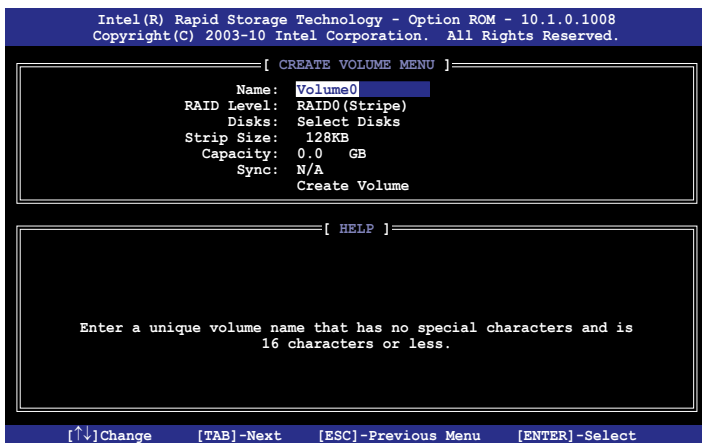 Intel(R) Rapid Storage Technology - Option ROM - 10.1.0.1008
Copyright(C) 2003-10 Intel Corporation.  All Rights Reserved.
[ CREATE VOLUME MENU ]
Name: Volume0
RAID Level: RAID0(Stripe)
Disks: Select Disks
Strip Size: 128KB
Capacity: 0.0 GB
Sync: N/A
Create Volume
[ HELP ]
Enter a unique volume name that has no special characters and is
16 characters or less.
[↑↓]Change [TAB]-Next [ESC]-Previous Menu [ENTER]-Select